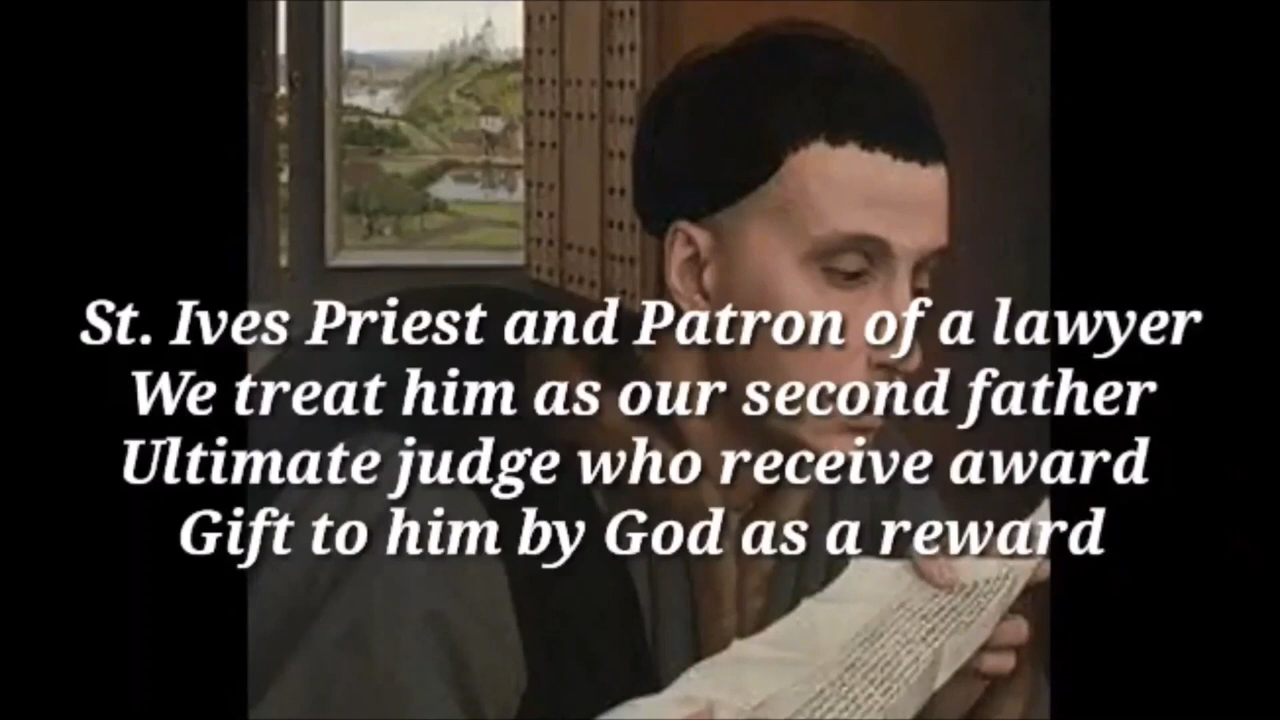 St. Ives Priest and Patron of a lawyer
We treat him as our second father
Ultimate judge who receive award
Gift to him by God as a reward